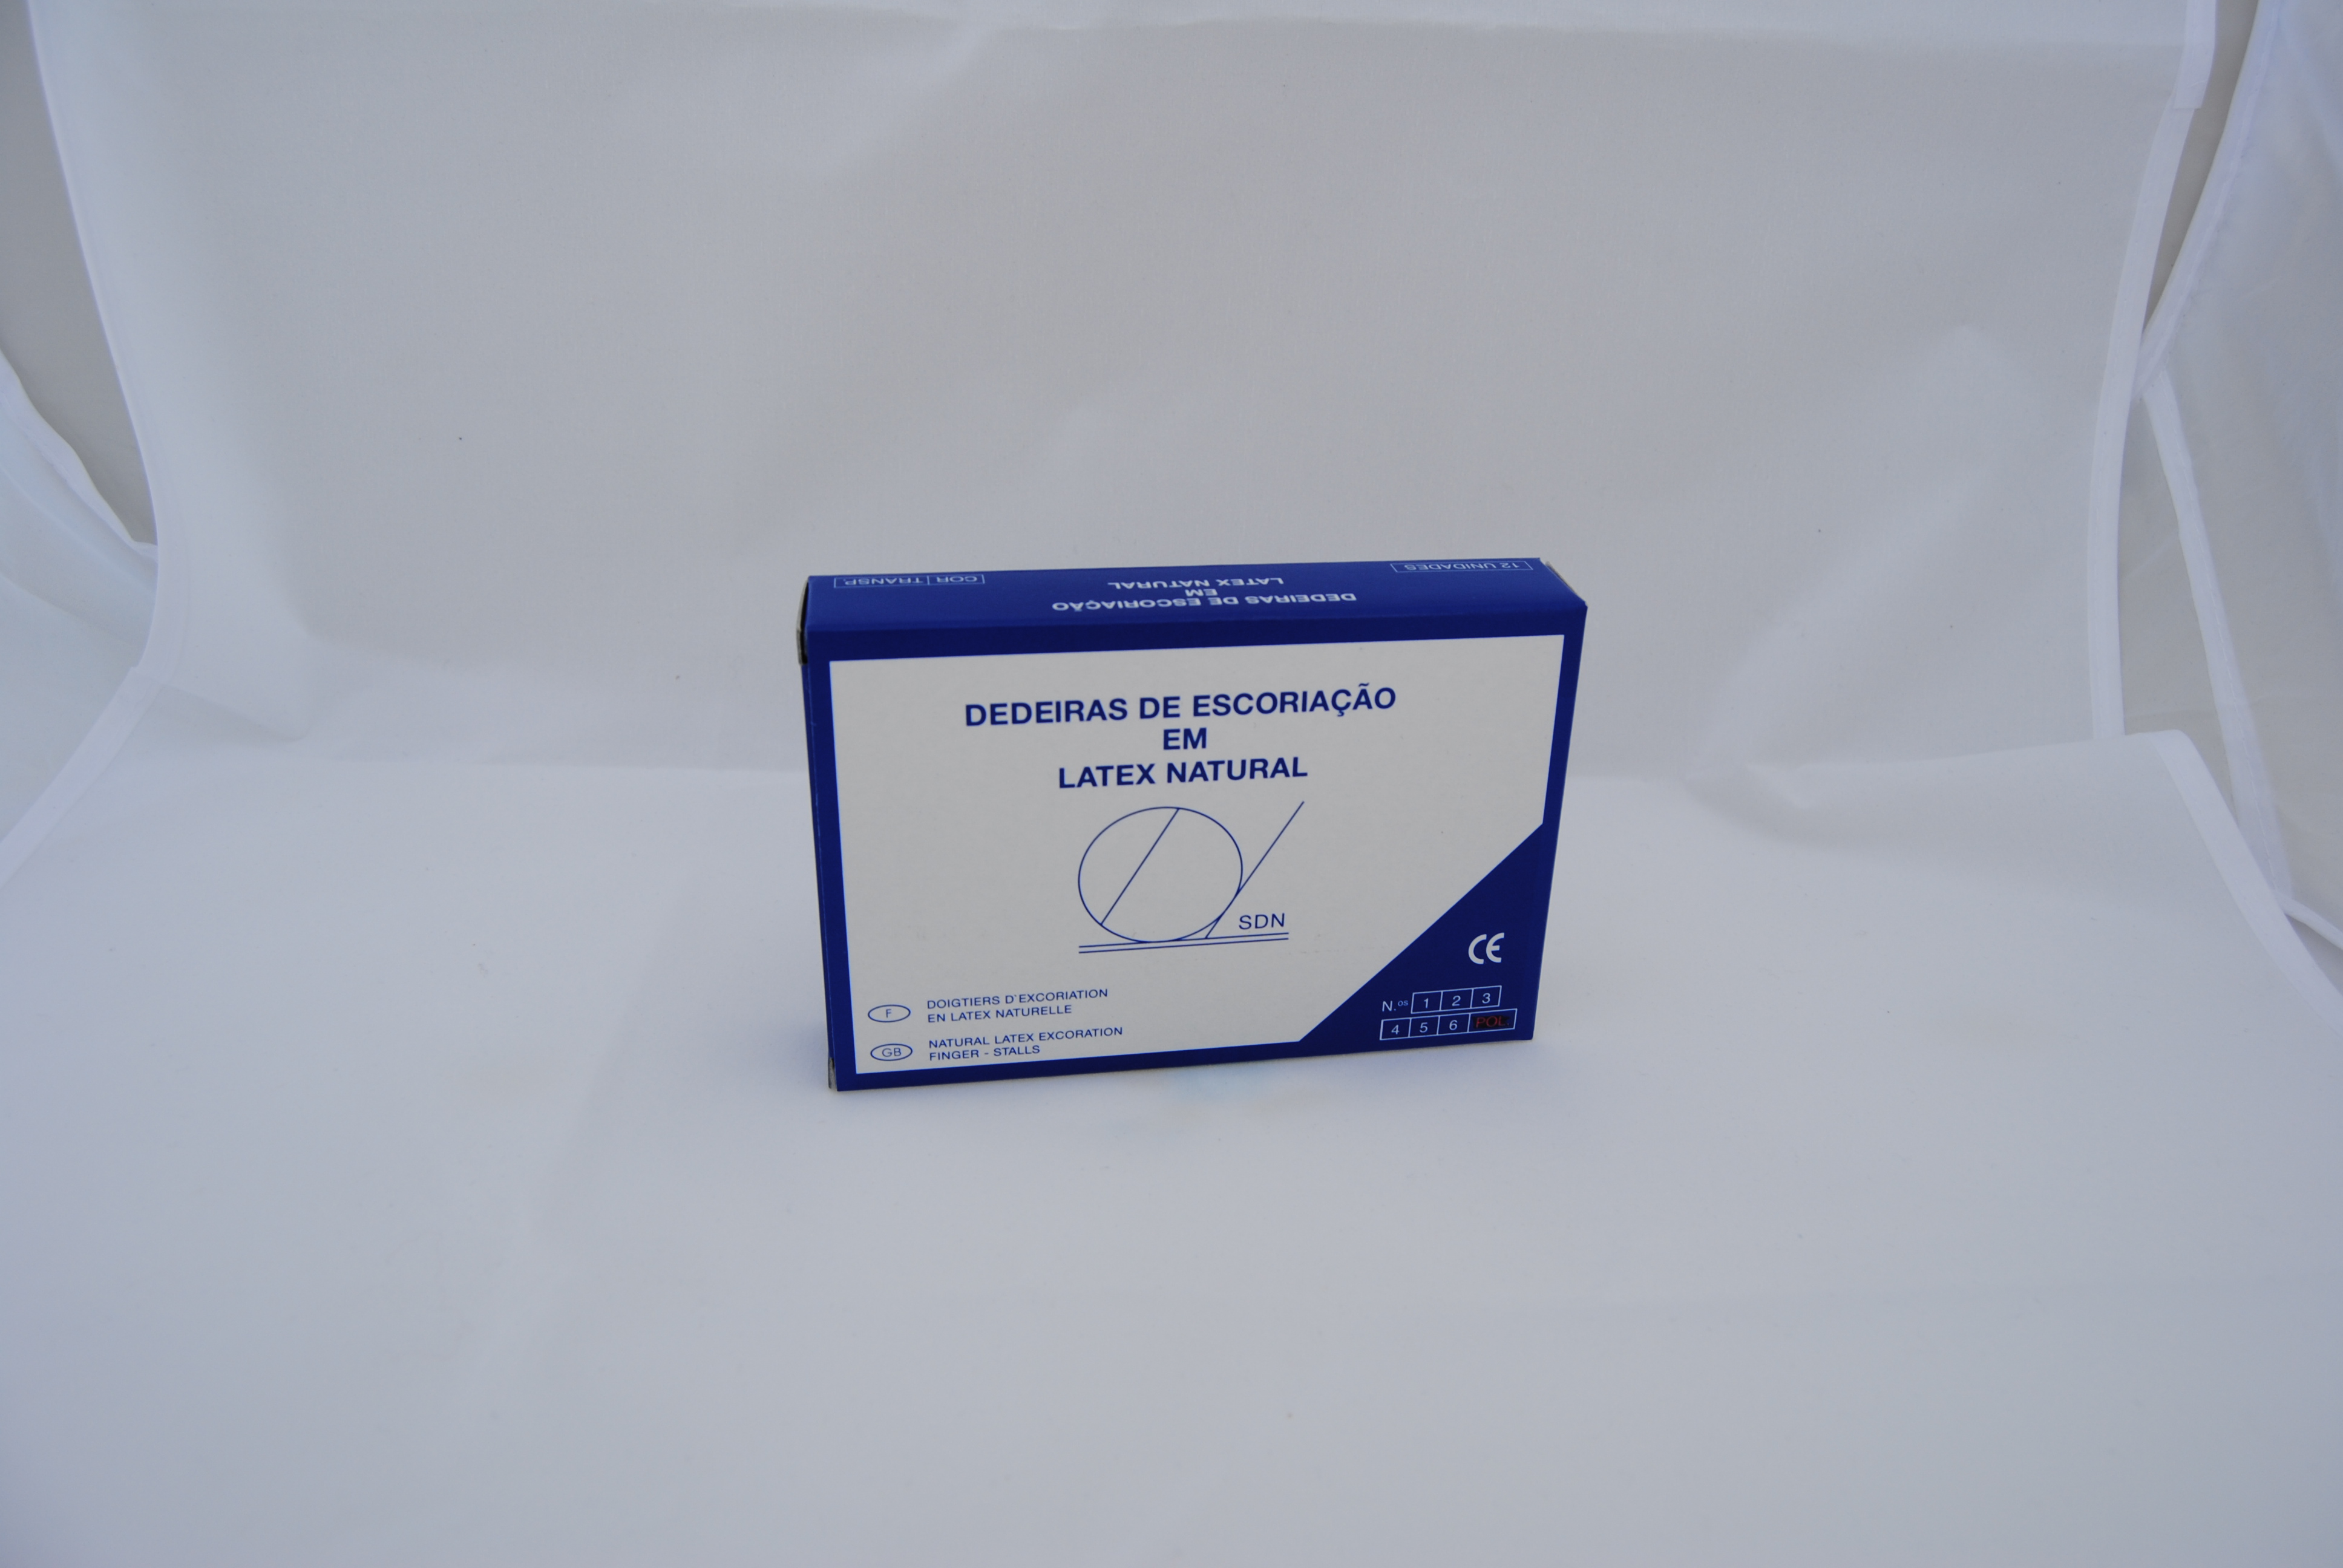 COR TRANSP.
12 UNIDADES
DEDEIRAS DE ESCORIAÇÃO
EM
LATEX NATURAL
DEDEIRAS DE ESCORIAÇÃO
EM
LATEX NATURAL
SDN
CE
F
DOIGTIERS D'EXCORIATION
EN LATEX NATURELLE
GB
NATURAL LATEX EXCORATION
FINGER - STALLS
N.os 1 2 3
4 5 6 POL